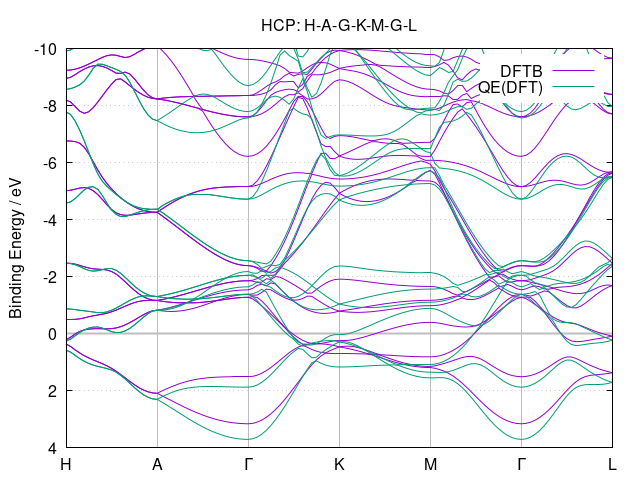 HCP: H-A-G-K-M-G-L
-10
-8
-6
-4
-2
0
2
4
Binding Energy / eV
DFTB
QE(DFT)
H A Γ K M Γ L